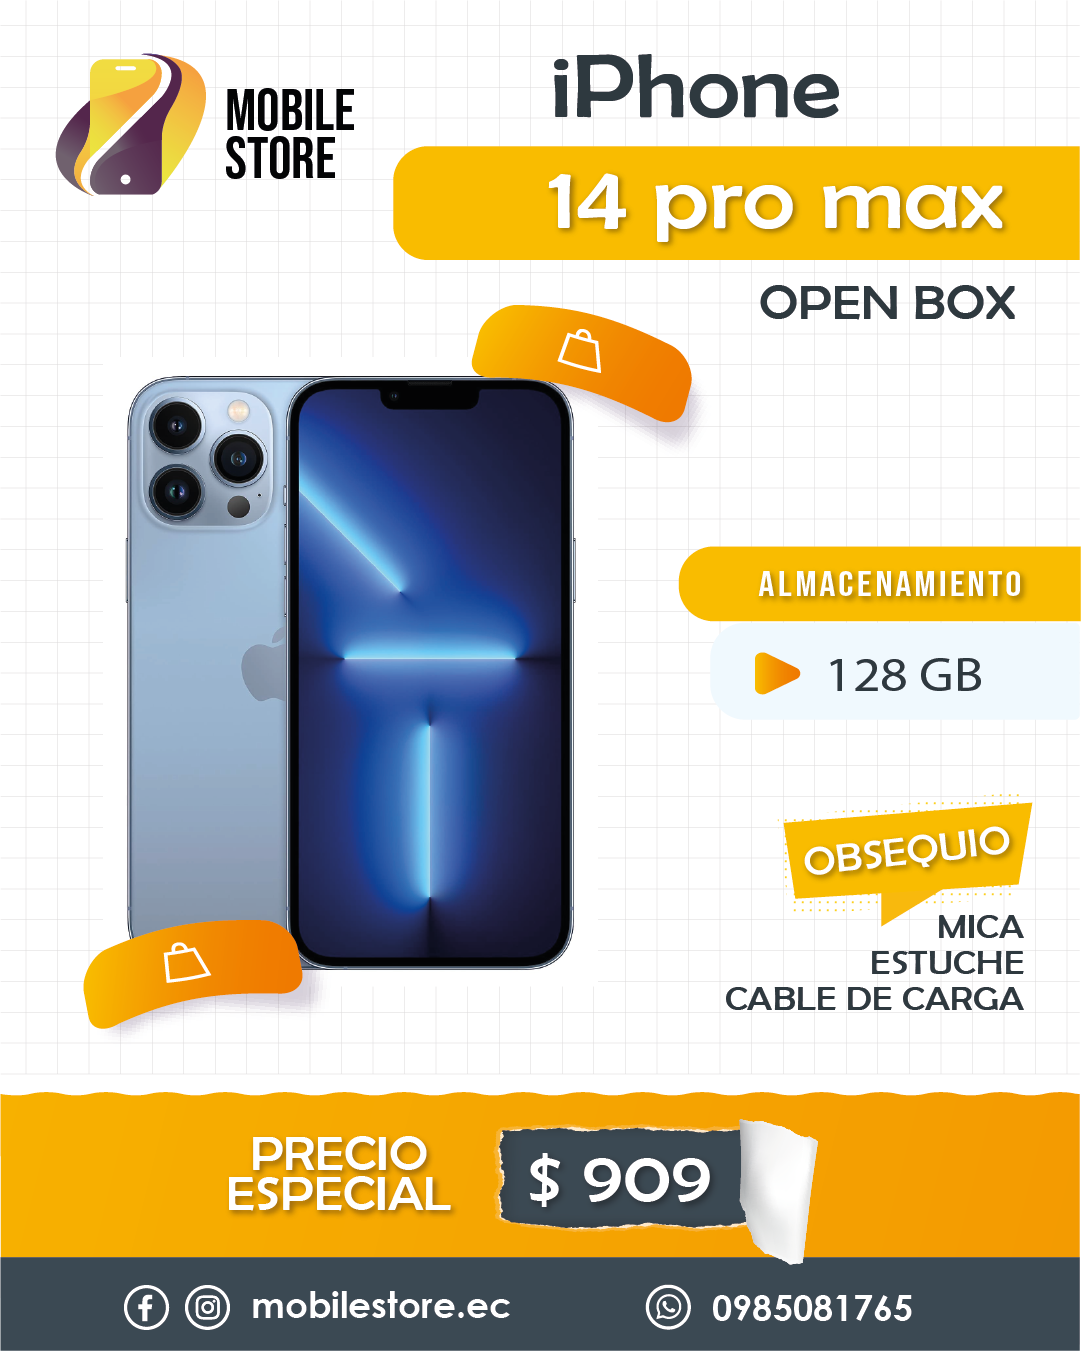 MOBILE
STORE
iPhone
14 pro max
OPEN BOX
ALMACENAMIENTO
128 GB
OBSEQUIO
MICA
ESTUCHE
CABLE DE CARGA
PRECIO
ESPECIAL
$ 909
mobilestore.ec
0985081765